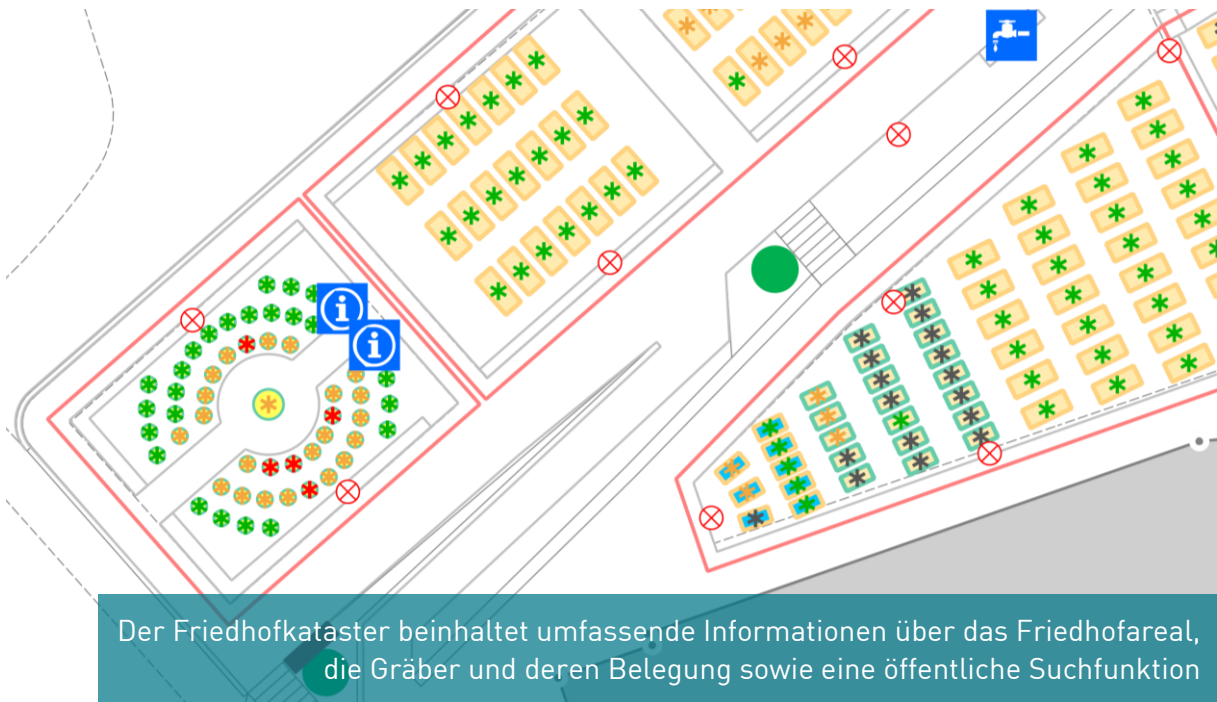 Der Friedhofkataster beinhaltet umfassende Informationen über das Friedhofareal,
die Gräber und deren Belegung sowie eine öffentliche Suchfunktion